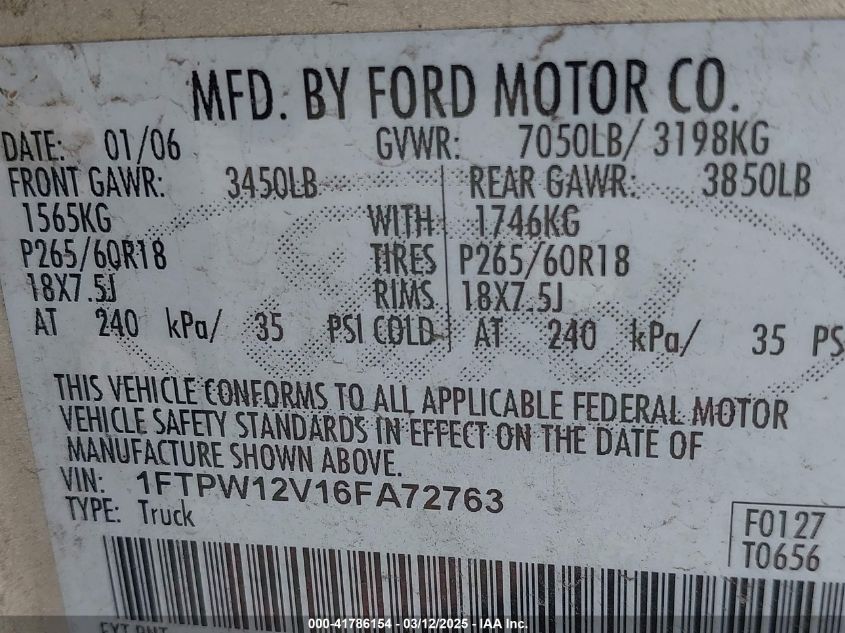 MFD. BY FORD MOTOR CO.
DATE: 01/06 GVWR: 7050LB/ 3198KG
FRONT GAWR: 3450LB REAR GAWR: 3850LB
1565KG WITH 1746KG
P265/60R18 TIRES P265/60R18
18X7.5J RIMS 18X7.5J
AT 240 kPa/ 35 PSI COLD AT 240 kPa/ 35 PS
THIS VEHICLE CONFORMS TO ALL APPLICABLE FEDERAL MOTOR
VEHICLE SAFETY STANDARDS IN EFFECT ON THE DATE OF
MANUFACTURE SHOWN ABOVE.
VIN: 1FTPW12V16FA72763
TYPE: Truck
F0127
T0656
000-41786154 - 03/12/2025 - IAA Inc.